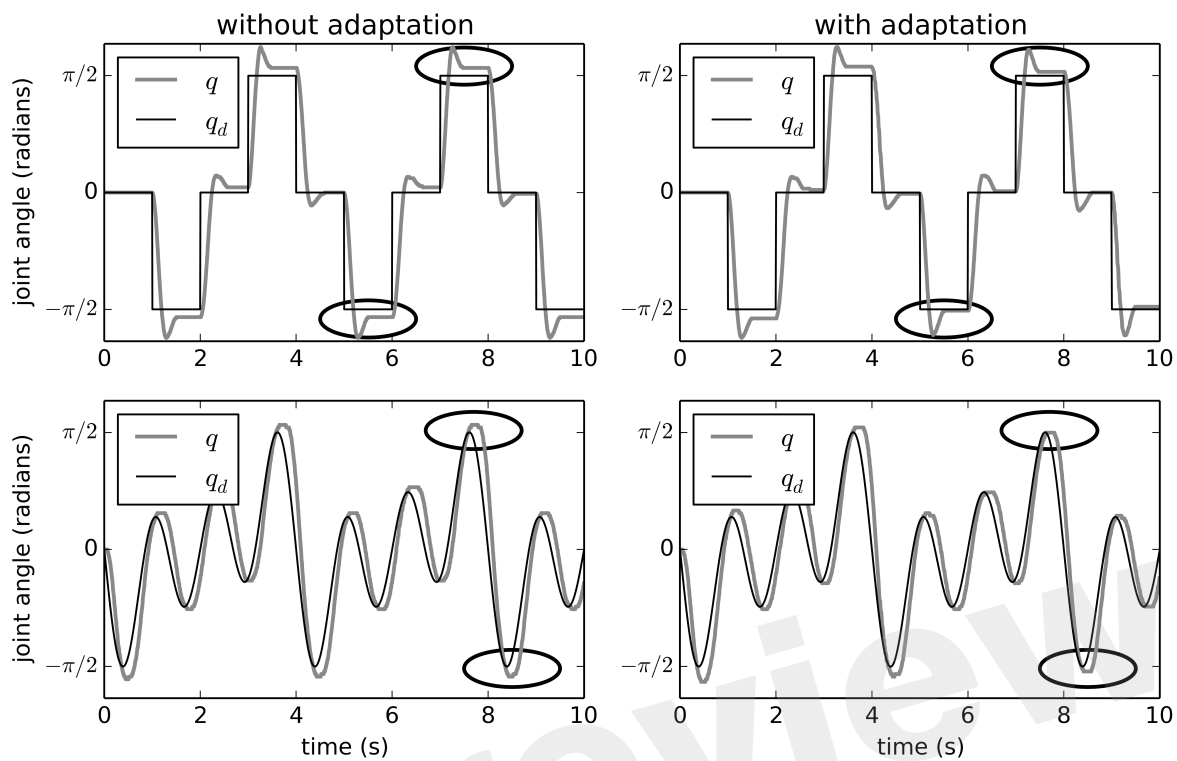 without adaptation
joint angle (radians)
π/2
0
−π/2
q
q_d
0 2 4 6 8 10
with adaptation
π/2
0
−π/2
q
q_d
0 2 4 6 8 10
joint angle (radians)
π/2
0
−π/2
q
q_d
0 2 4 6 8 10
time (s)
π/2
0
−π/2
q
q_d
0 2 4 6 8 10
time (s)